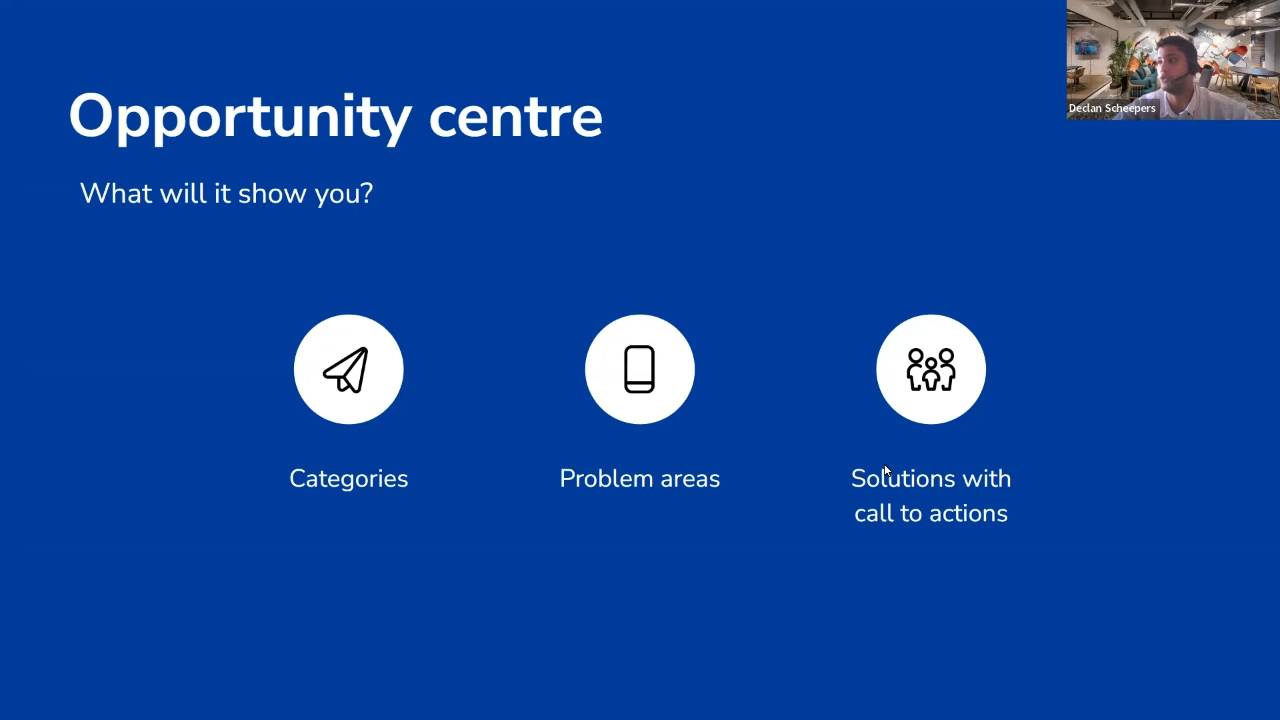 Opportunity centre
Declan Scheepers
What will it show you?
Categories
Problem areas
Solutions with
call to actions